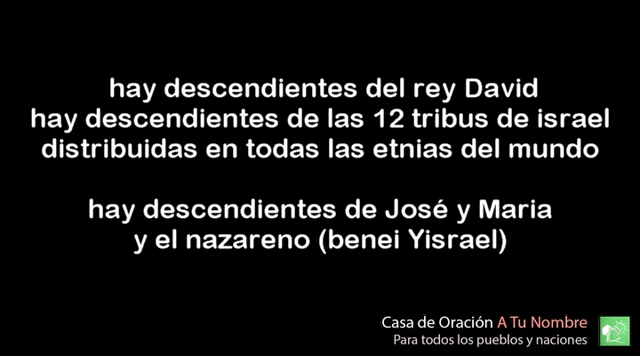 hay descendientes del rey David
hay descendientes de las 12 tribus de israel
distribuidas en todas las etnias del mundo
hay descendientes de José y Maria
y el nazareno (benei Yisrael)
Casa de Oración A Tu Nombre
Para todos los pueblos y naciones